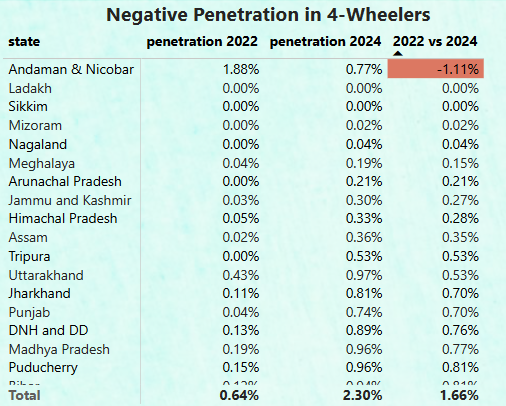 Negative Penetration in 4-Wheelers
state penetration 2022 penetration 2024 2022 vs 2024
Andaman & Nicobar 1.88% 0.77% -1.11%
Ladakh 0.00% 0.00% 0.00%
Sikkim 0.00% 0.00% 0.00%
Mizoram 0.00% 0.02% 0.02%
Nagaland 0.00% 0.04% 0.04%
Meghalaya 0.04% 0.19% 0.15%
Arunachal Pradesh 0.00% 0.21% 0.21%
Jammu and Kashmir 0.03% 0.30% 0.27%
Himachal Pradesh 0.05% 0.33% 0.28%
Assam 0.02% 0.36% 0.35%
Tripura 0.00% 0.53% 0.53%
Uttarakhand 0.43% 0.97% 0.53%
Jharkhand 0.11% 0.81% 0.70%
Punjab 0.04% 0.74% 0.70%
DNH and DD 0.13% 0.89% 0.76%
Madhya Pradesh 0.19% 0.96% 0.77%
Puducherry 0.15% 0.96% 0.81%
Total 0.64% 2.30% 1.66%